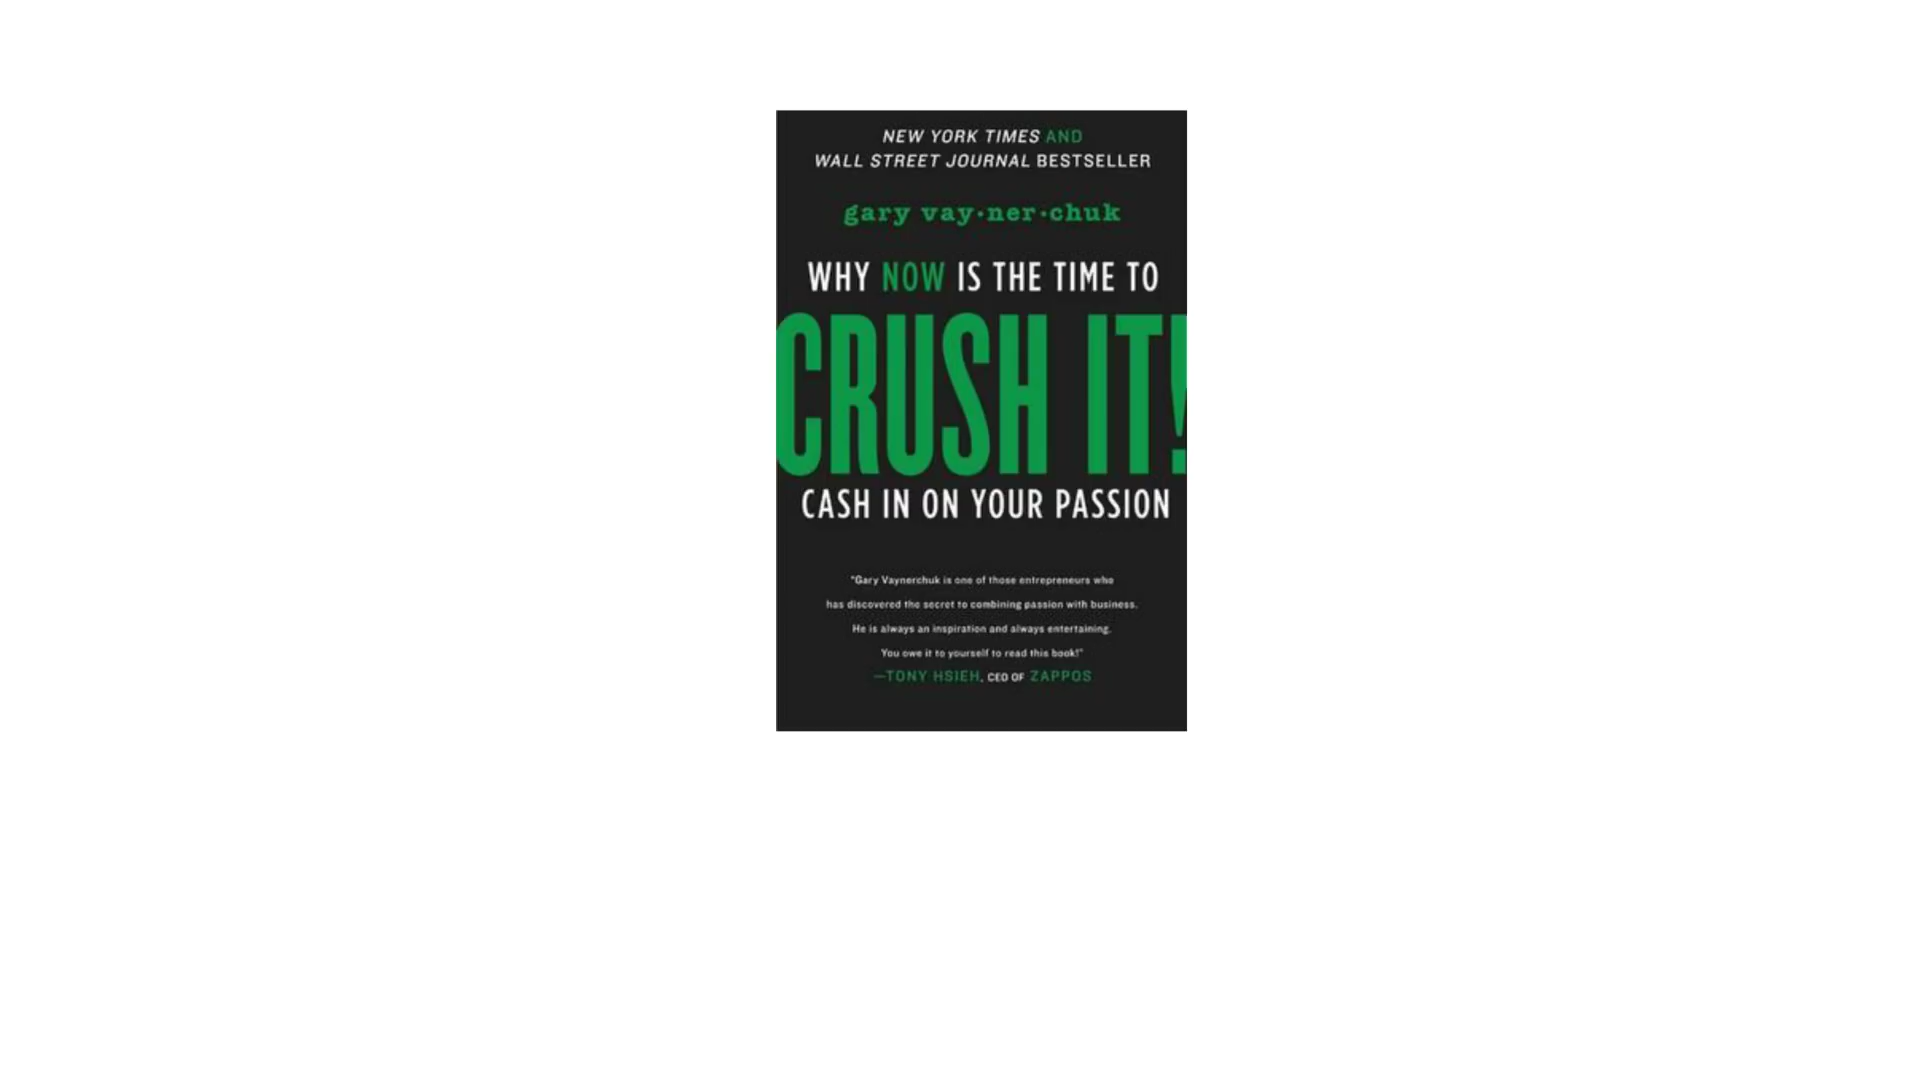 NEW YORK TIMES AND
WALL STREET JOURNAL BESTSELLER
gary vay·ner·chuk
WHY NOW IS THE TIME TO
CRUSH IT!
CASH IN ON YOUR PASSION
"Gary Vaynerchuk is one of those entrepreneurs who
has discovered the secret to combining passion with business.
He is always an inspiration and always entertaining.
You owe it to yourself to read this book!"
—TONY HSIEH, CEO OF ZAPPOS